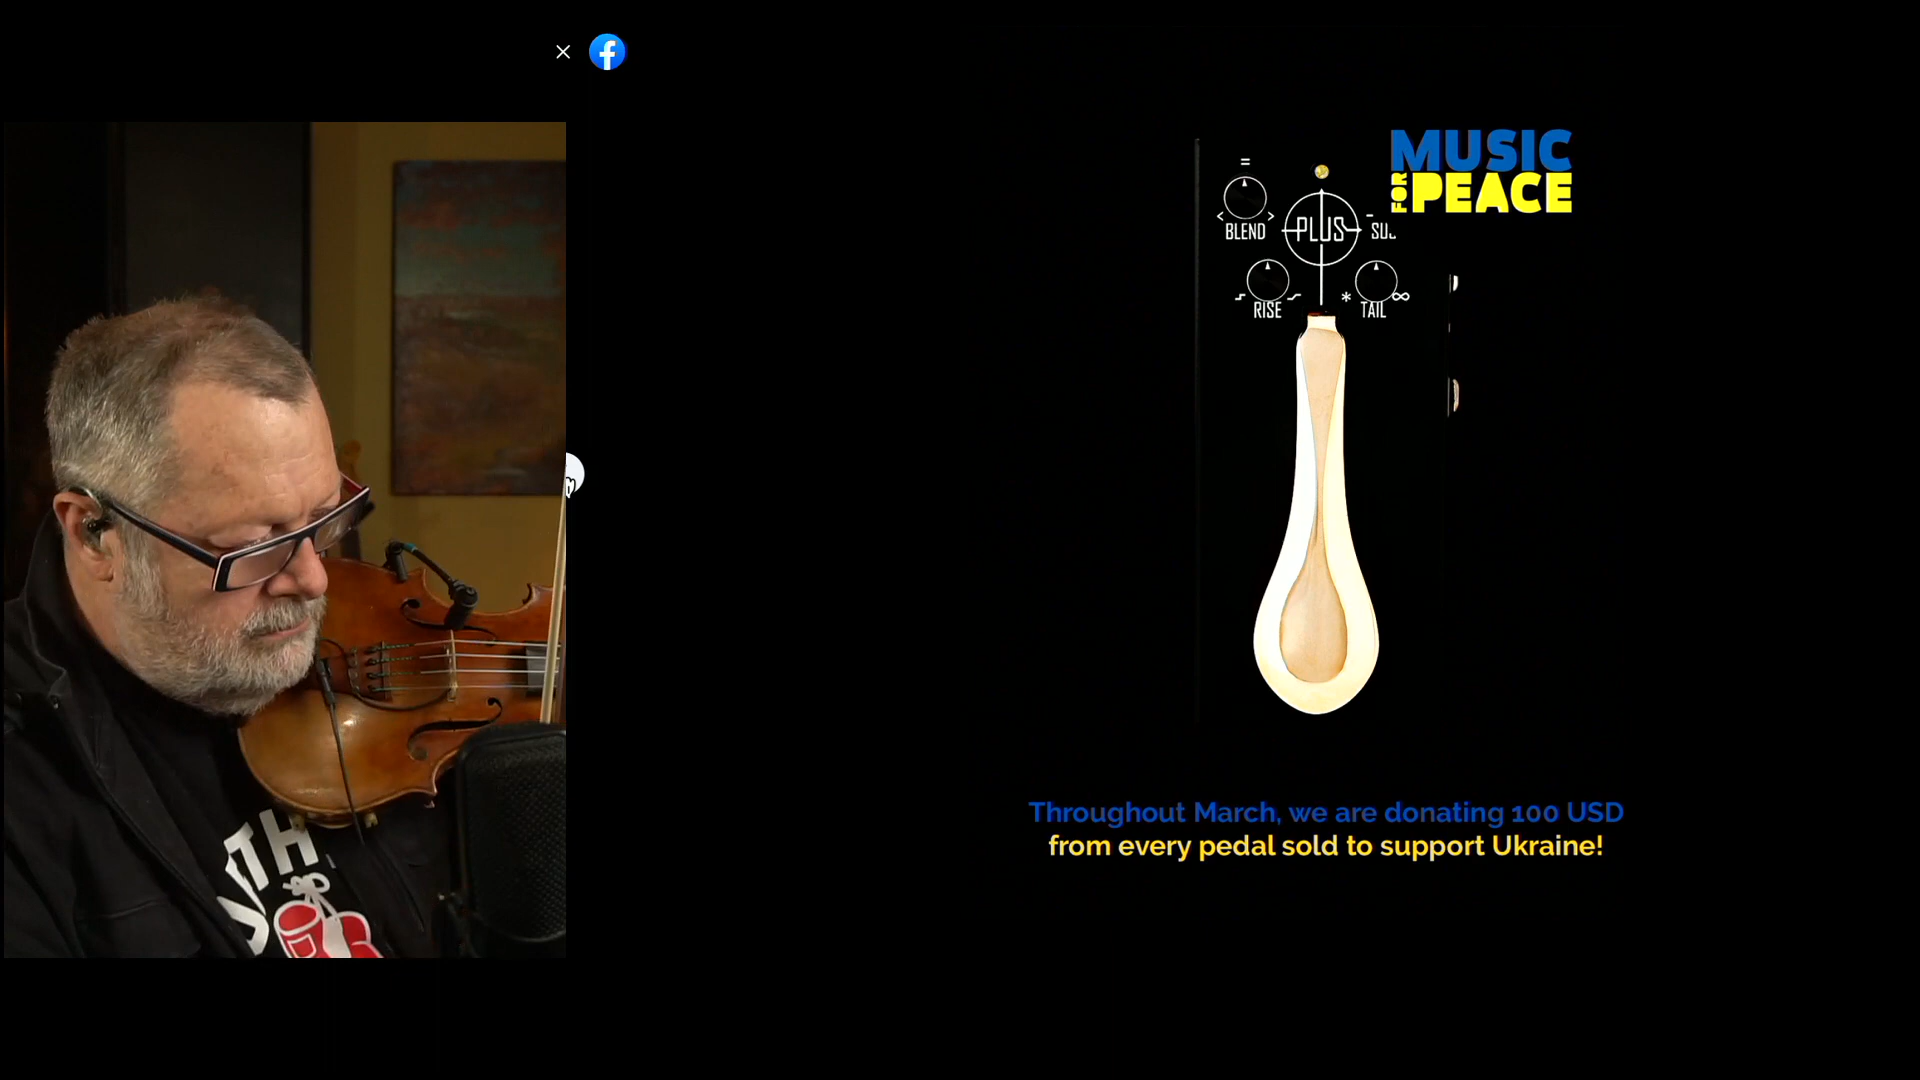 MUSIC
FOR PEACE
BLEND
PLUS
RISE
TAIL
Throughout March, we are donating 100 USD
from every pedal sold to support Ukraine!